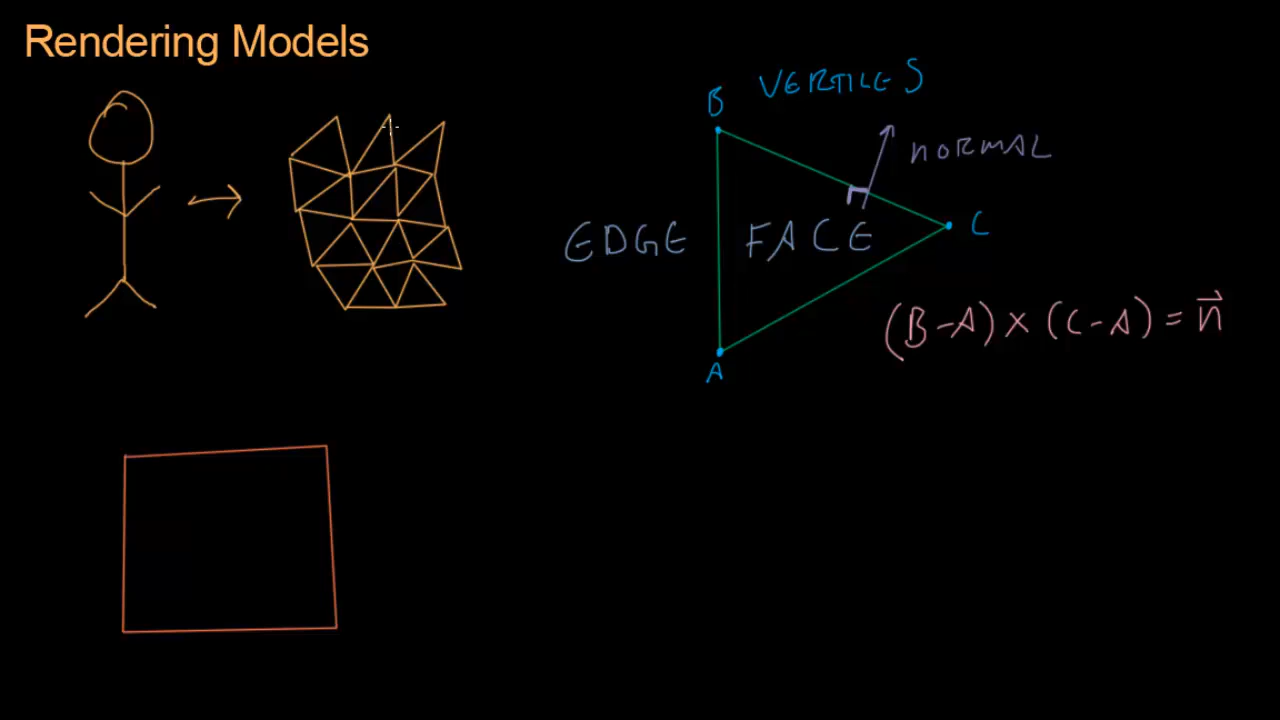 Rendering Models
B VERTICES
NORMAL
EDGE FACE C
(B-A) × (C-A) = n⃗
A